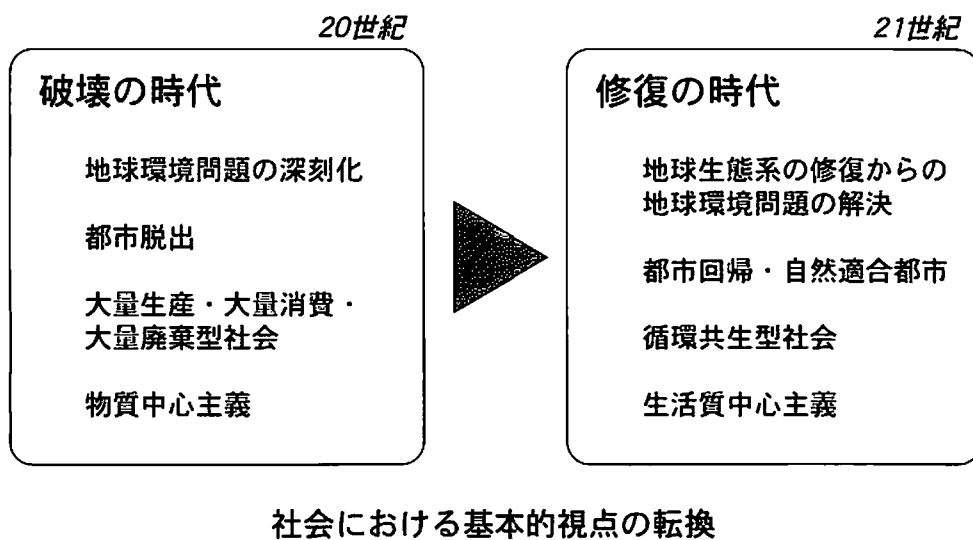 20世紀
破壊の時代
地球環境問題の深刻化
都市脱出
大量生産・大量消費・
大量廃棄型社会
物質中心主義
21世紀
修復の時代
地球生態系の修復からの
地球環境問題の解決
都市回帰・自然適合都市
循環共生型社会
生活質中心主義
社会における基本的視点の転換